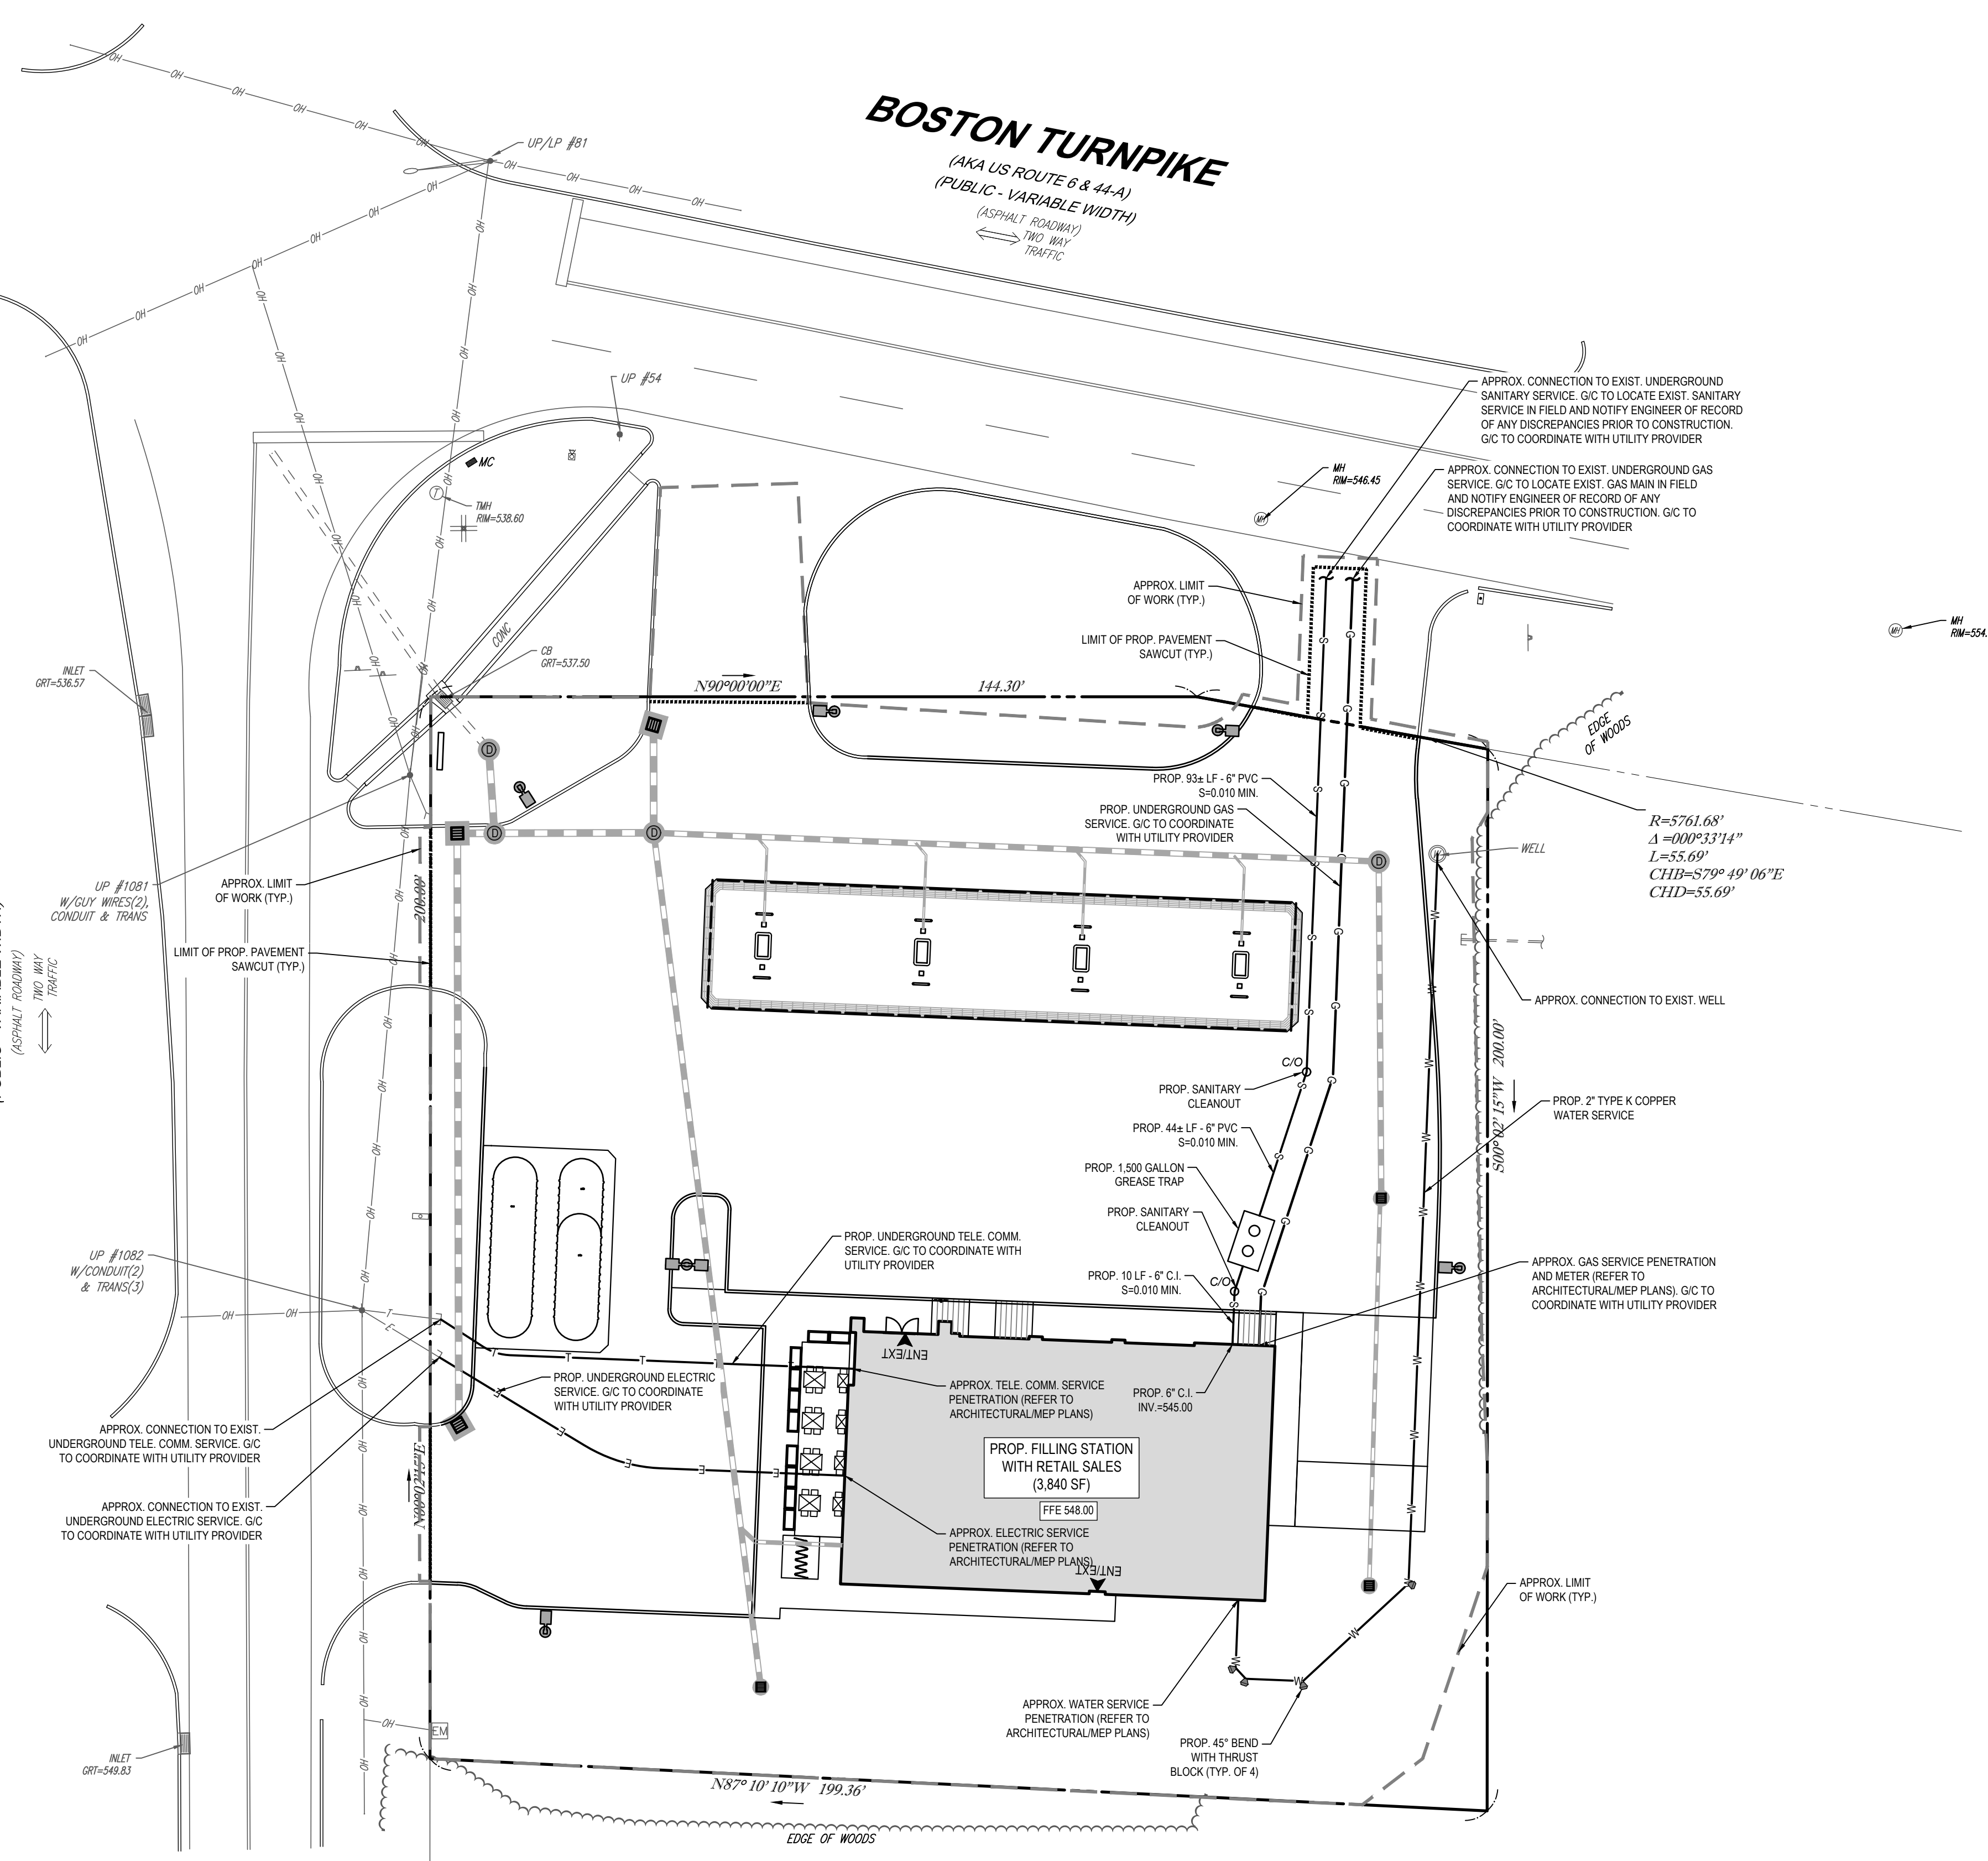 BOSTON TURNPIKE
(AKA US ROUTE 6 & 44-A)
(PUBLIC - VARIABLE WIDTH)
(ASPHALT ROADWAY)
TWO WAY
TRAFFIC
UP/LP #81
UP #54
MC
TMH
RIM=538.60
CONC
CB
GRT=537.50
INLET
GRT=536.57
MH
RIM=546.45
APPROX. CONNECTION TO EXIST. UNDERGROUND
SANITARY SERVICE. G/C TO LOCATE EXIST. SANITARY
SERVICE IN FIELD AND NOTIFY ENGINEER OF RECORD
OF ANY DISCREPANCIES PRIOR TO CONSTRUCTION.
G/C TO COORDINATE WITH UTILITY PROVIDER
APPROX. CONNECTION TO EXIST. UNDERGROUND GAS
SERVICE. G/C TO LOCATE EXIST. GAS MAIN IN FIELD
AND NOTIFY ENGINEER OF RECORD OF ANY
DISCREPANCIES PRIOR TO CONSTRUCTION. G/C TO
COORDINATE WITH UTILITY PROVIDER
APPROX. LIMIT
OF WORK (TYP.)
LIMIT OF PROP. PAVEMENT
SAWCUT (TYP.)
MH
RIM=554.
EDGE
OF WOODS
N90°00'00"E
144.30'
PROP. 93± LF - 6" PVC
S=0.010 MIN.
PROP. UNDERGROUND GAS
SERVICE. G/C TO COORDINATE
WITH UTILITY PROVIDER
R=5761.68'
Δ =000°33'14"
L=55.69'
CHB=S79° 49' 06"E
CHD=55.69'
WELL
UP #1081
W/GUY WIRES(2),
CONDUIT & TRANS
APPROX. LIMIT
OF WORK (TYP.)
200.00'
LIMIT OF PROP. PAVEMENT
SAWCUT (TYP.)
(ASPHALT ROADWAY)
TWO WAY
TRAFFIC
APPROX. CONNECTION TO EXIST. WELL
S00° 02' 15"W 200.00'
C/O
PROP. SANITARY
CLEANOUT
PROP. 2" TYPE K COPPER
WATER SERVICE
PROP. 44± LF - 6" PVC
S=0.010 MIN.
PROP. 1,500 GALLON
GREASE TRAP
PROP. SANITARY
CLEANOUT
PROP. UNDERGROUND TELE. COMM.
SERVICE. G/C TO COORDINATE WITH
UTILITY PROVIDER
UP #1082
W/CONDUIT(2)
& TRANS(3)
PROP. 10 LF - 6" C.I.
S=0.010 MIN.
C/O
APPROX. GAS SERVICE PENETRATION
AND METER (REFER TO
ARCHITECTURAL/MEP PLANS). G/C TO
COORDINATE WITH UTILITY PROVIDER
ENT/EXT
PROP. UNDERGROUND ELECTRIC
SERVICE. G/C TO COORDINATE
WITH UTILITY PROVIDER
APPROX. TELE. COMM. SERVICE
PENETRATION (REFER TO
ARCHITECTURAL/MEP PLANS)
PROP. 6" C.I.
INV.=545.00
APPROX. CONNECTION TO EXIST.
UNDERGROUND TELE. COMM. SERVICE. G/C
TO COORDINATE WITH UTILITY PROVIDER
PROP. FILLING STATION
WITH RETAIL SALES
(3,840 SF)
FFE 548.00
N00°02'15"E
APPROX. CONNECTION TO EXIST.
UNDERGROUND ELECTRIC SERVICE. G/C
TO COORDINATE WITH UTILITY PROVIDER
APPROX. ELECTRIC SERVICE
PENETRATION (REFER TO
ARCHITECTURAL/MEP PLANS)
ENT/EXT
APPROX. LIMIT
OF WORK (TYP.)
APPROX. WATER SERVICE
PENETRATION (REFER TO
ARCHITECTURAL/MEP PLANS)
PROP. 45° BEND
WITH THRUST
BLOCK (TYP. OF 4)
EM
INLET
GRT=549.83
N87° 10' 10"W 199.36'
EDGE OF WOODS